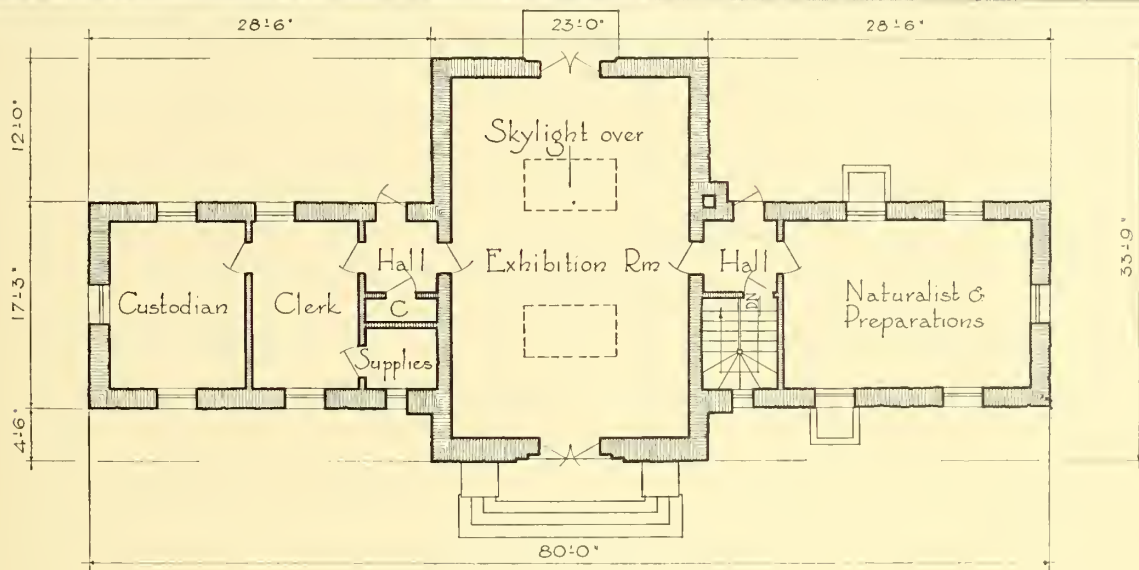 28'-6"
23'-0"
28'-6"
12'-0"
17'-3"
4'-6"
33'-9"
Skylight over
Hall
Exhibition Rm
Hall
Custodian
Clerk
C
Supplies
DN
Naturalist &
Preparations
80'-0"